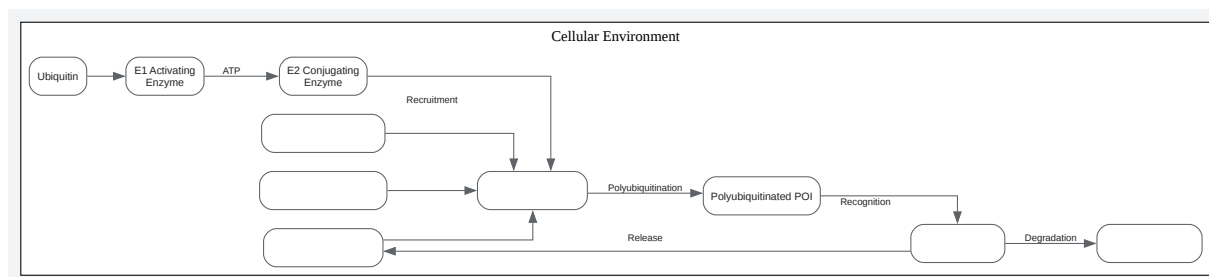 Cellular Environment
Ubiquitin
E1 Activating
Enzyme
ATP
E2 Conjugating
Enzyme
Recruitment
Polyubiquitination
Polyubiquitinated POI
Recognition
Release
Degradation